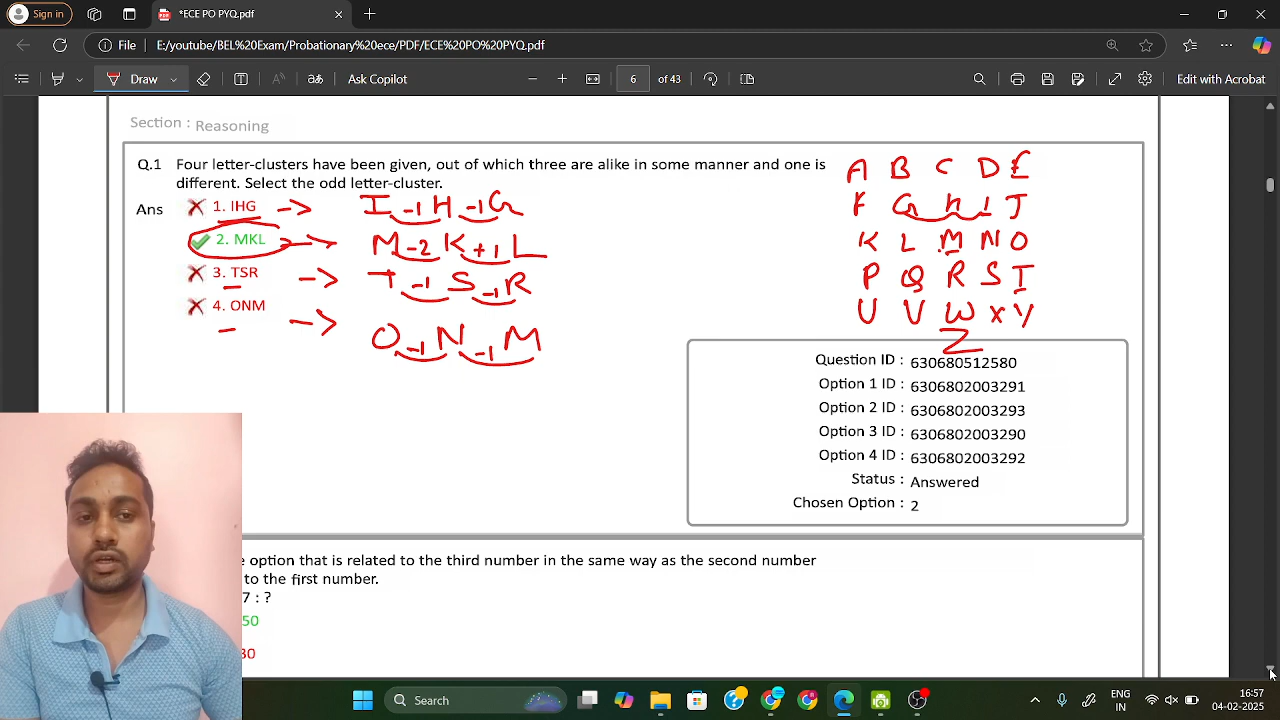 Sign in
*ECE PO PYQ.pdf
File E:/youtube/BEL%20Exam/Probationary%20ece/PDF/ECE%20PO%20PYQ.pdf
Draw
Ask Copilot
6 of 43
Edit with Acrobat
Section : Reasoning
Q.1 Four letter-clusters have been given, out of which three are alike in some manner and one is
different. Select the odd letter-cluster.
Ans 1. IHG -> I -1 H -1 G
2. MKL -> M -2 K +1 L
3. TSR -> T -1 S -1 R
4. ONM -> O -1 N -1 M
A B C D E
F G H I J
K L M N O
P Q R S T
U V W X Y
Z
Question ID : 630680512580
Option 1 ID : 6306802003291
Option 2 ID : 6306802003293
Option 3 ID : 6306802003290
Option 4 ID : 6306802003292
Status : Answered
Chosen Option : 2
option that is related to the third number in the same way as the second number
to the first number.
7 : ?
50
30
Search
ENG
IN
16:57
04-02-2025